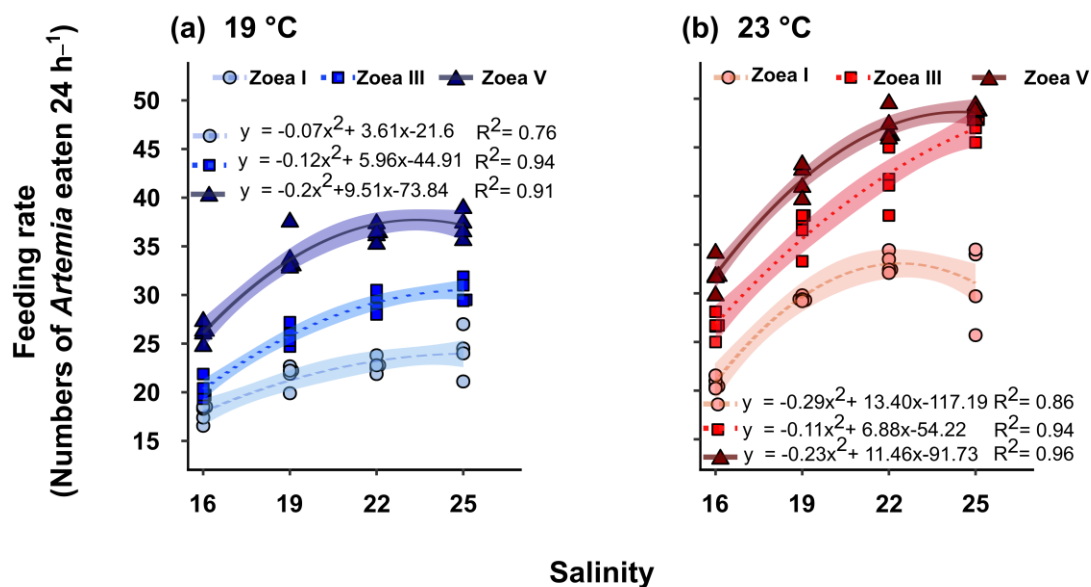 (a) 19 °C
Zoea I Zoea III Zoea V
y = -0.07x²+ 3.61x-21.6 R²= 0.76
y = -0.12x²+ 5.96x-44.91 R²= 0.94
y = -0.2x²+9.51x-73.84 R²= 0.91
50
45
40
35
30
25
20
15
16 19 22 25
Feeding rate
(Numbers of Artemia eaten 24 h⁻¹)
(b) 23 °C
Zoea I Zoea III Zoea V
y = -0.29x²+ 13.40x-117.19 R²= 0.86
y = -0.11x²+ 6.88x-54.22 R²= 0.94
y = -0.23x²+ 11.46x-91.73 R²= 0.96
16 19 22 25
Salinity